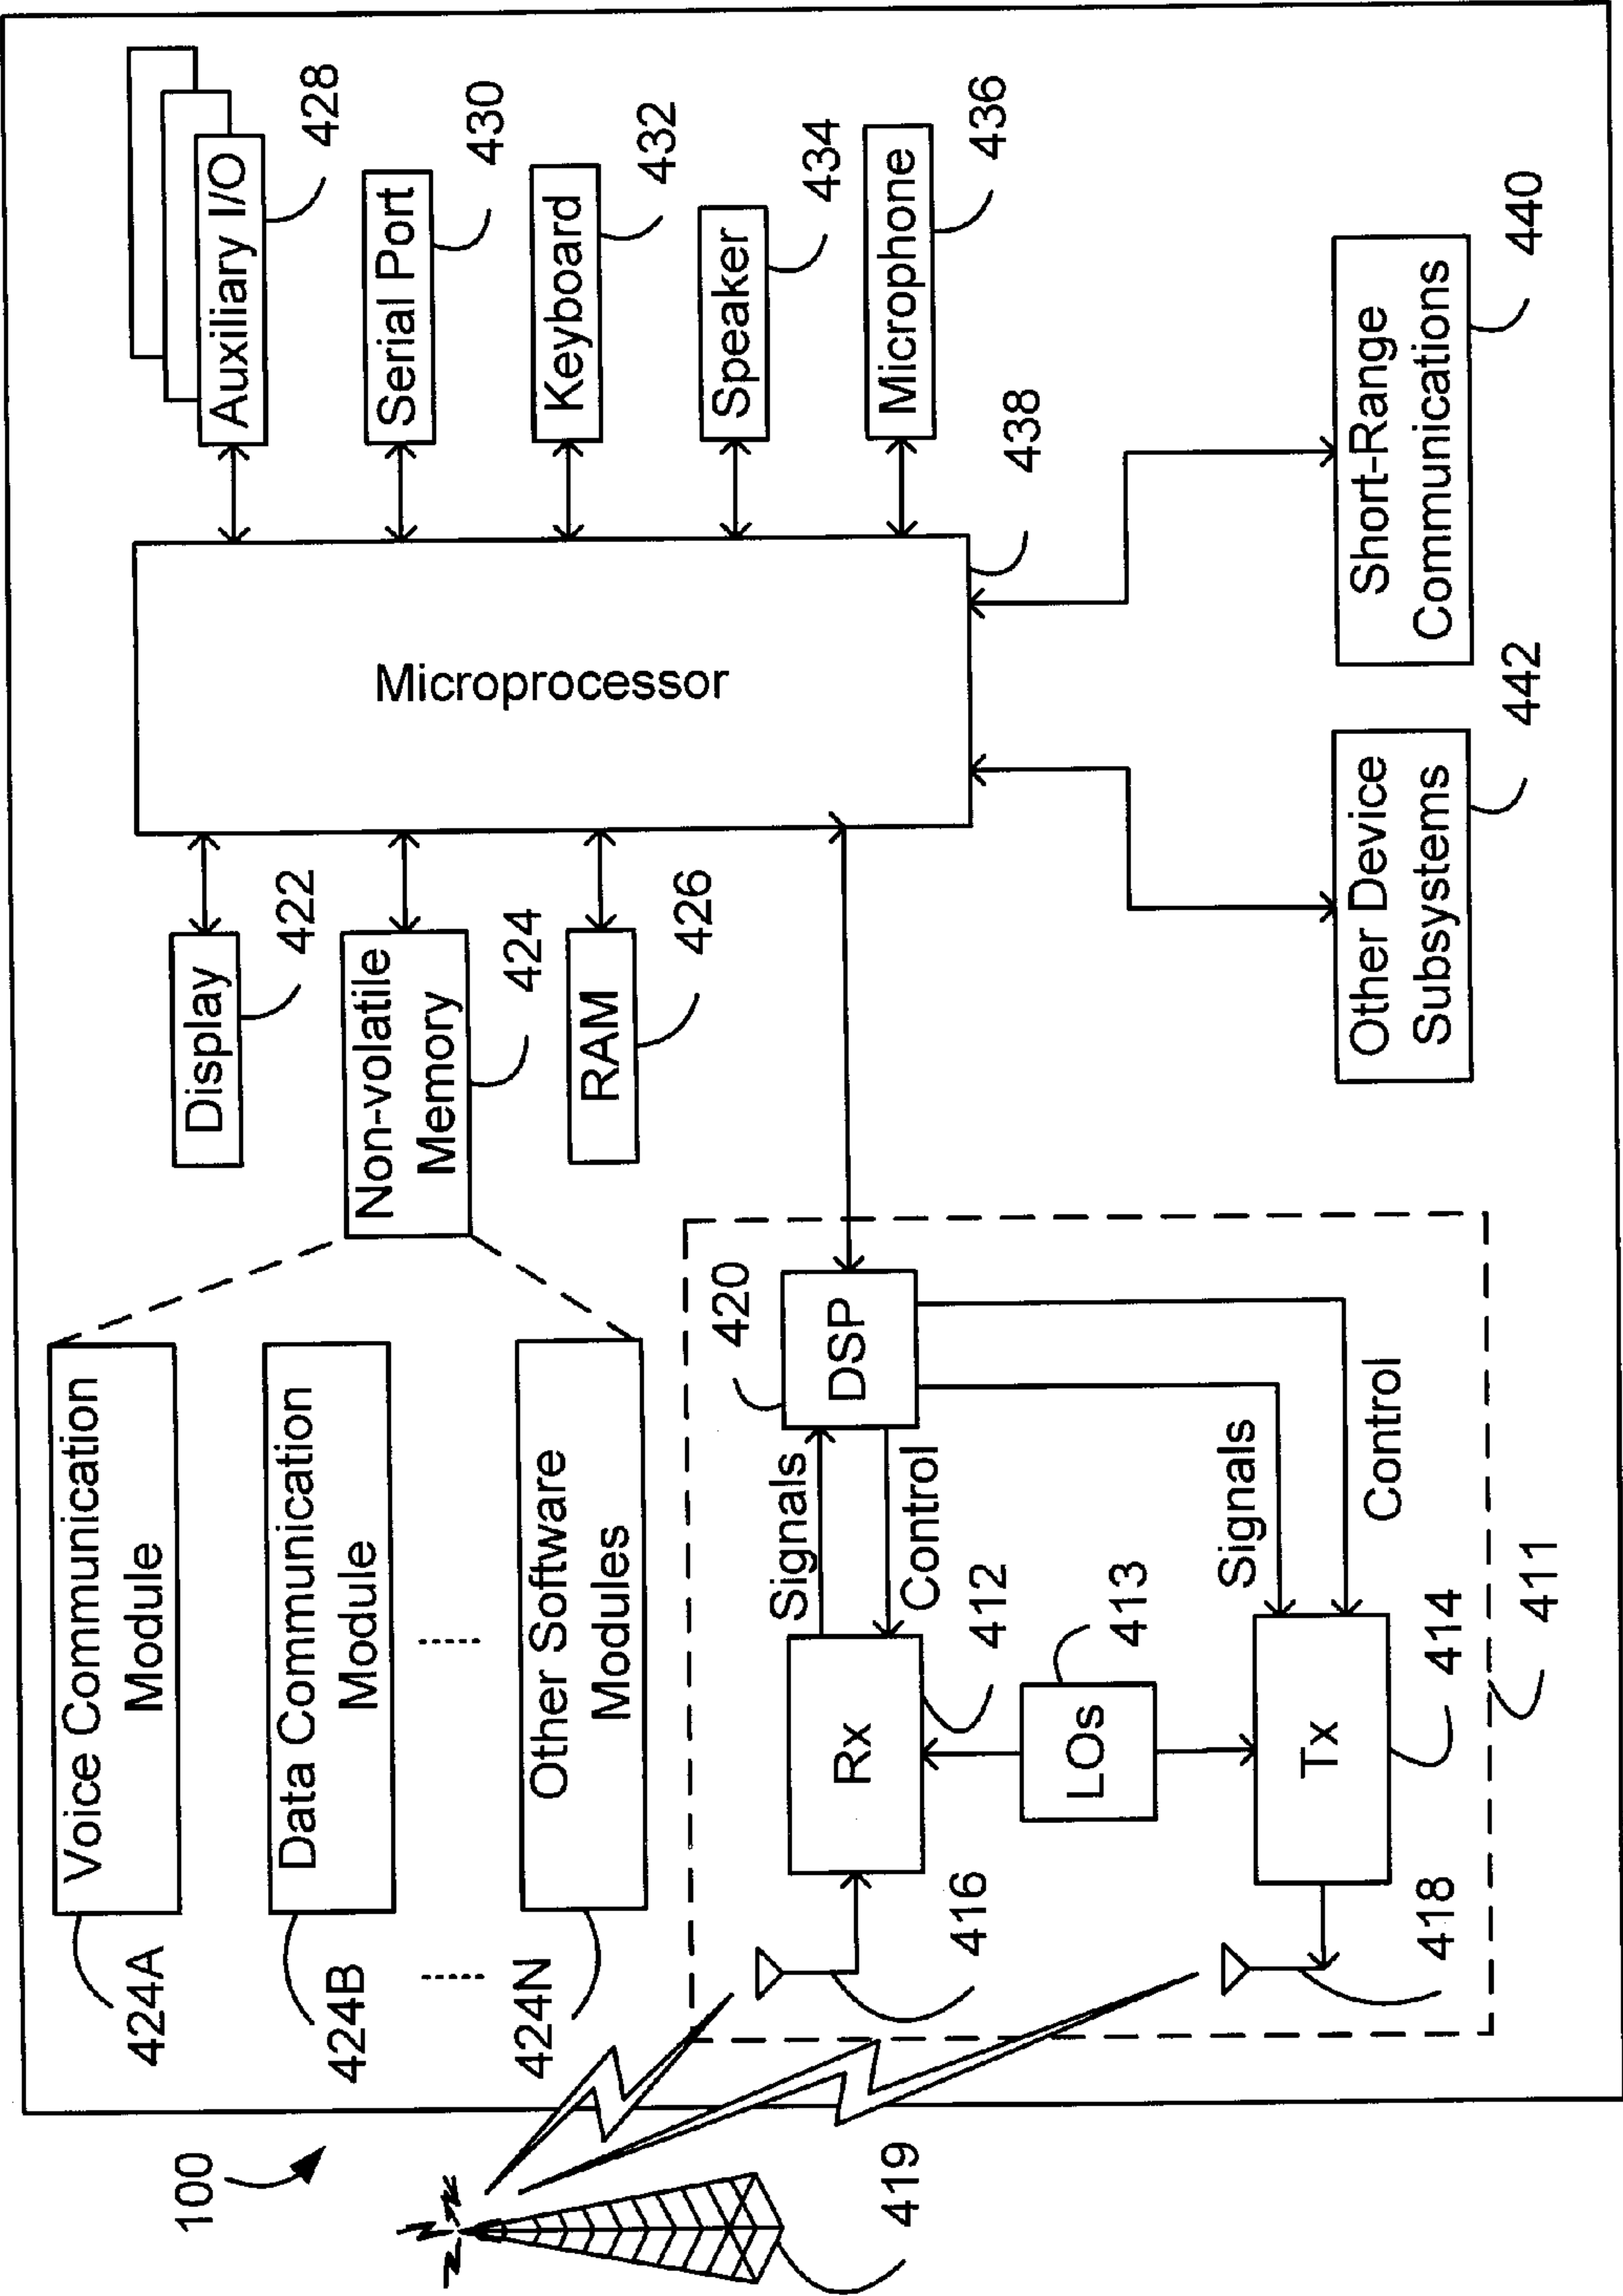 100
419
424A
Voice Communication
Module
424B
Data Communication
Module
424N
Other Software
Modules
Display
422
Non-volatile
Memory
424
RAM
426
Microprocessor
438
Auxiliary I/O
428
Serial Port
430
Keyboard
432
Speaker
434
Microphone
436
Short-Range
Communications
440
Other Device
Subsystems
442
420
DSP
Signals
Control
Rx
412
416
LOs
413
Signals
Control
Tx
414
418
411